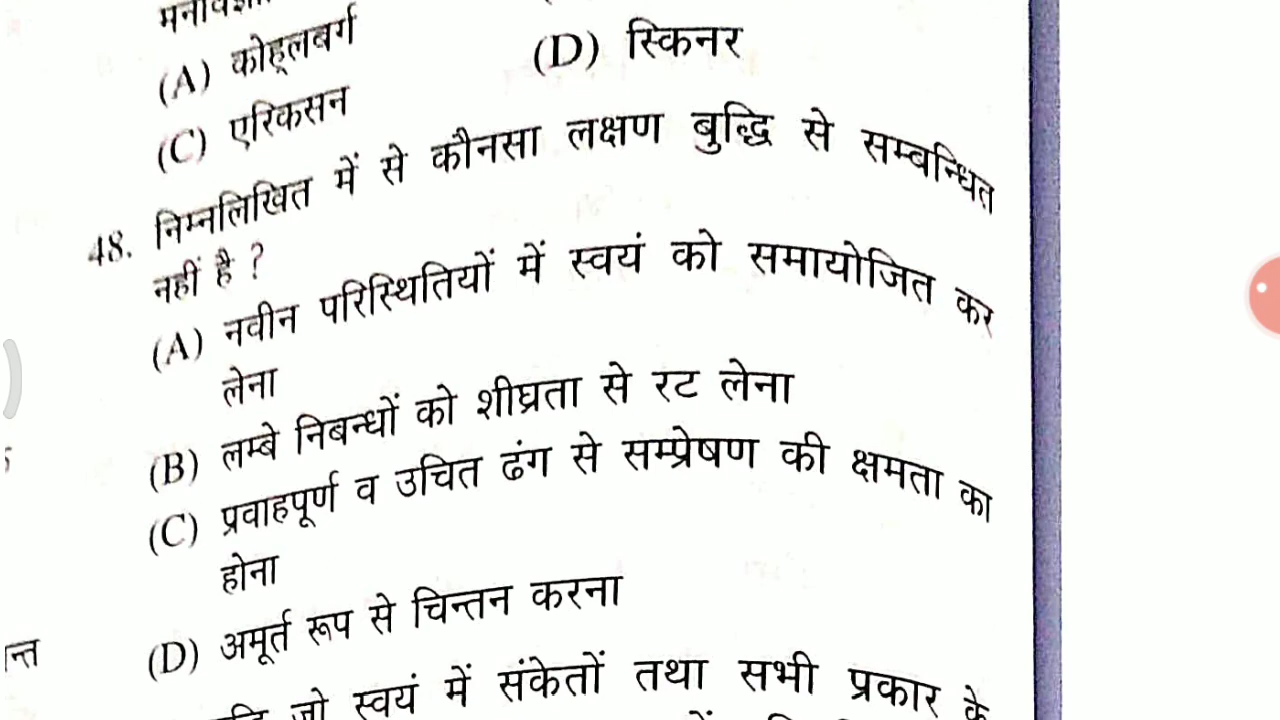 (A) कोह्लबर्ग
(D) स्किनर
(C) एरिकसन
48. निम्नलिखित में से कौनसा लक्षण बुद्धि से सम्बन्धित
नहीं है ?
(A) नवीन परिस्थितियों में स्वयं को समायोजित कर
लेना
(B) लम्बे निबन्धों को शीघ्रता से रट लेना
(C) प्रवाहपूर्ण व उचित ढंग से सम्प्रेषण की क्षमता का
होना
(D) अमूर्त रूप से चिन्तन करना
जो स्वयं में संकेतों तथा सभी प्रकार के